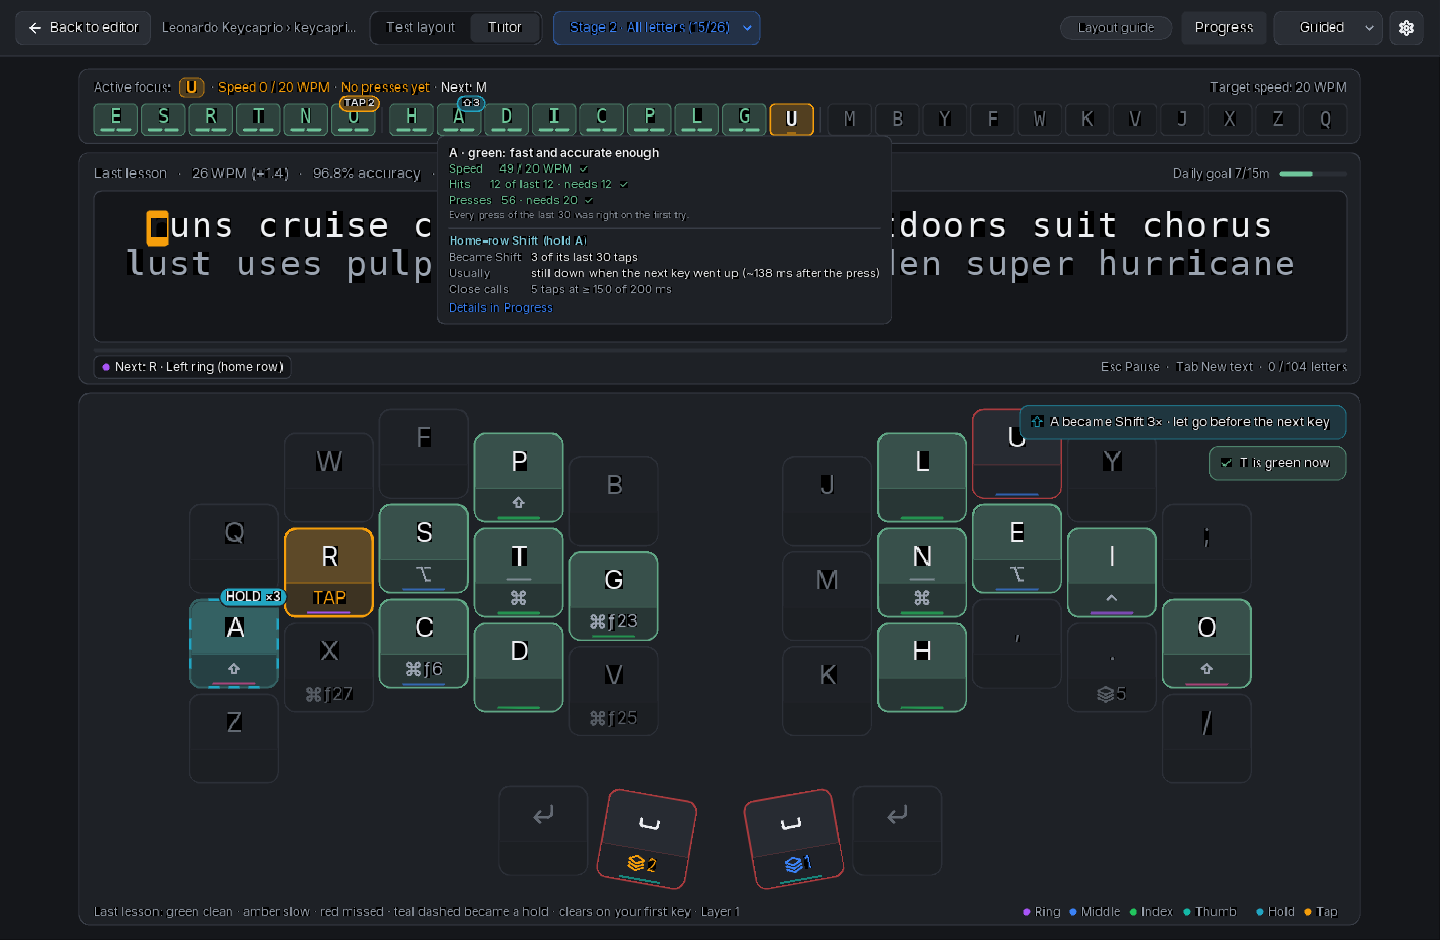 Back to editor
Leonardo Keycaprio › keycapri...
Test layout
Tutor
Stage 2 · All letters (15/26)
Layout guide
Progress
Guided
Active focus: U · Speed 0 / 20 WPM · No presses yet · Next: M
Target speed: 20 WPM
TAP 2
⇧3
E S R T N O H A D I C P L G U M B Y F W K V J X Z Q
A · green: fast and accurate enough
Speed 49 / 20 WPM ✓
Hits 12 of last 12 · needs 12 ✓
Presses 56 · needs 20 ✓
Every press of the last 30 was right on the first try.
Home-row Shift (hold A)
Became Shift 3 of its last 30 taps
Usually still down when the next key went up (~138 ms after the press)
Close calls 5 taps at ≥ 150 of 200 ms
Details in Progress
Last lesson · 26 WPM (+1.4) · 96.8% accuracy ·
Daily goal 7/15m
runs cruise c
doors suit chorus
lust uses pulp
en super hurricane
Next: R · Left ring (home row)
Esc Pause · Tab New text · 0 / 104 letters
A became Shift 3× · let go before the next key
T is green now
F
P ⇧
L
U
W
B
J
Y
Q
S ⌥
E ⌥
;
R TAP
T ⌘
N ⌘
I ^
G ⌘ƒ23
M
HOLD ×3
A ⇧
C ⌘ƒ6
,
O ⇧
X ⌘ƒ27
D
H
. 5
V ⌘ƒ25
K
Z
/
2
1
Last lesson: green clean · amber slow · red missed · teal dashed became a hold · clears on your first key · Layer 1
Ring Middle Index Thumb Hold Tap